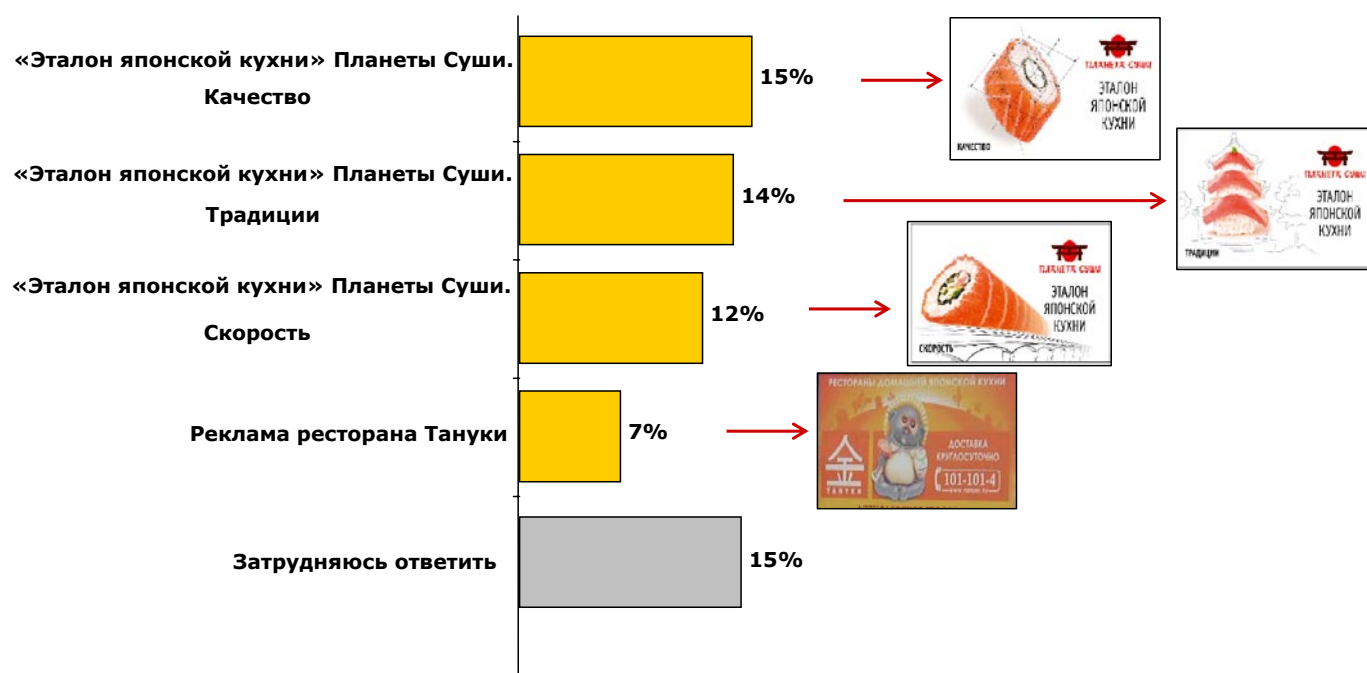 «Эталон японской кухни» Планеты Суши.
Качество
15%
ПЛАНЕТА СУШИ
ЭТАЛОН
ЯПОНСКОЙ
КУХНИ
КАЧЕСТВО
«Эталон японской кухни» Планеты Суши.
Традиции
14%
ПЛАНЕТА СУШИ
ЭТАЛОН
ЯПОНСКОЙ
КУХНИ
ТРАДИЦИИ
«Эталон японской кухни» Планеты Суши.
Скорость
12%
ПЛАНЕТА СУШИ
ЭТАЛОН
ЯПОНСКОЙ
КУХНИ
СКОРОСТЬ
Реклама ресторана Тануки
7%
РЕСТОРАНЫ ДОМАШНЕЙ ЯПОНСКОЙ КУХНИ
金
ТАНУКИ
ДОСТАВКА
КРУГЛОСУТОЧНО
101-101-4
Затрудняюсь ответить
15%